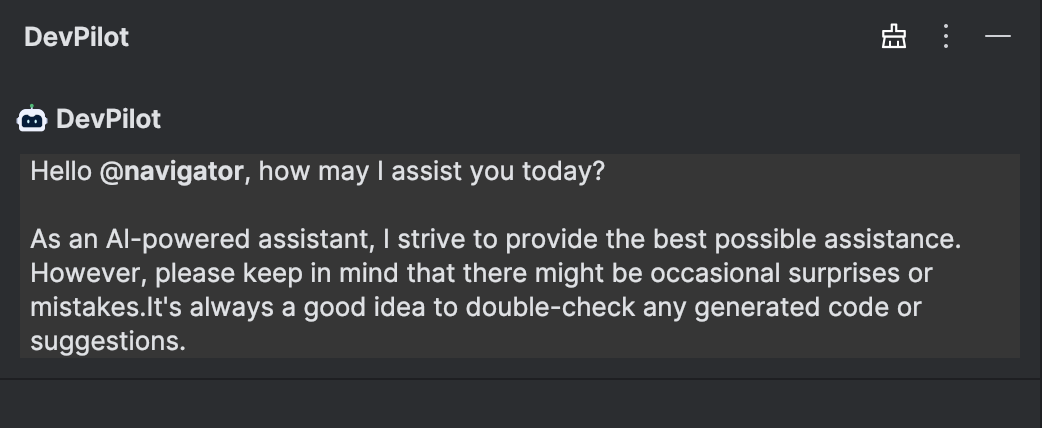 DevPilot
DevPilot
Hello @navigator, how may I assist you today?
As an AI-powered assistant, I strive to provide the best possible assistance.
However, please keep in mind that there might be occasional surprises or
mistakes.It's always a good idea to double-check any generated code or
suggestions.